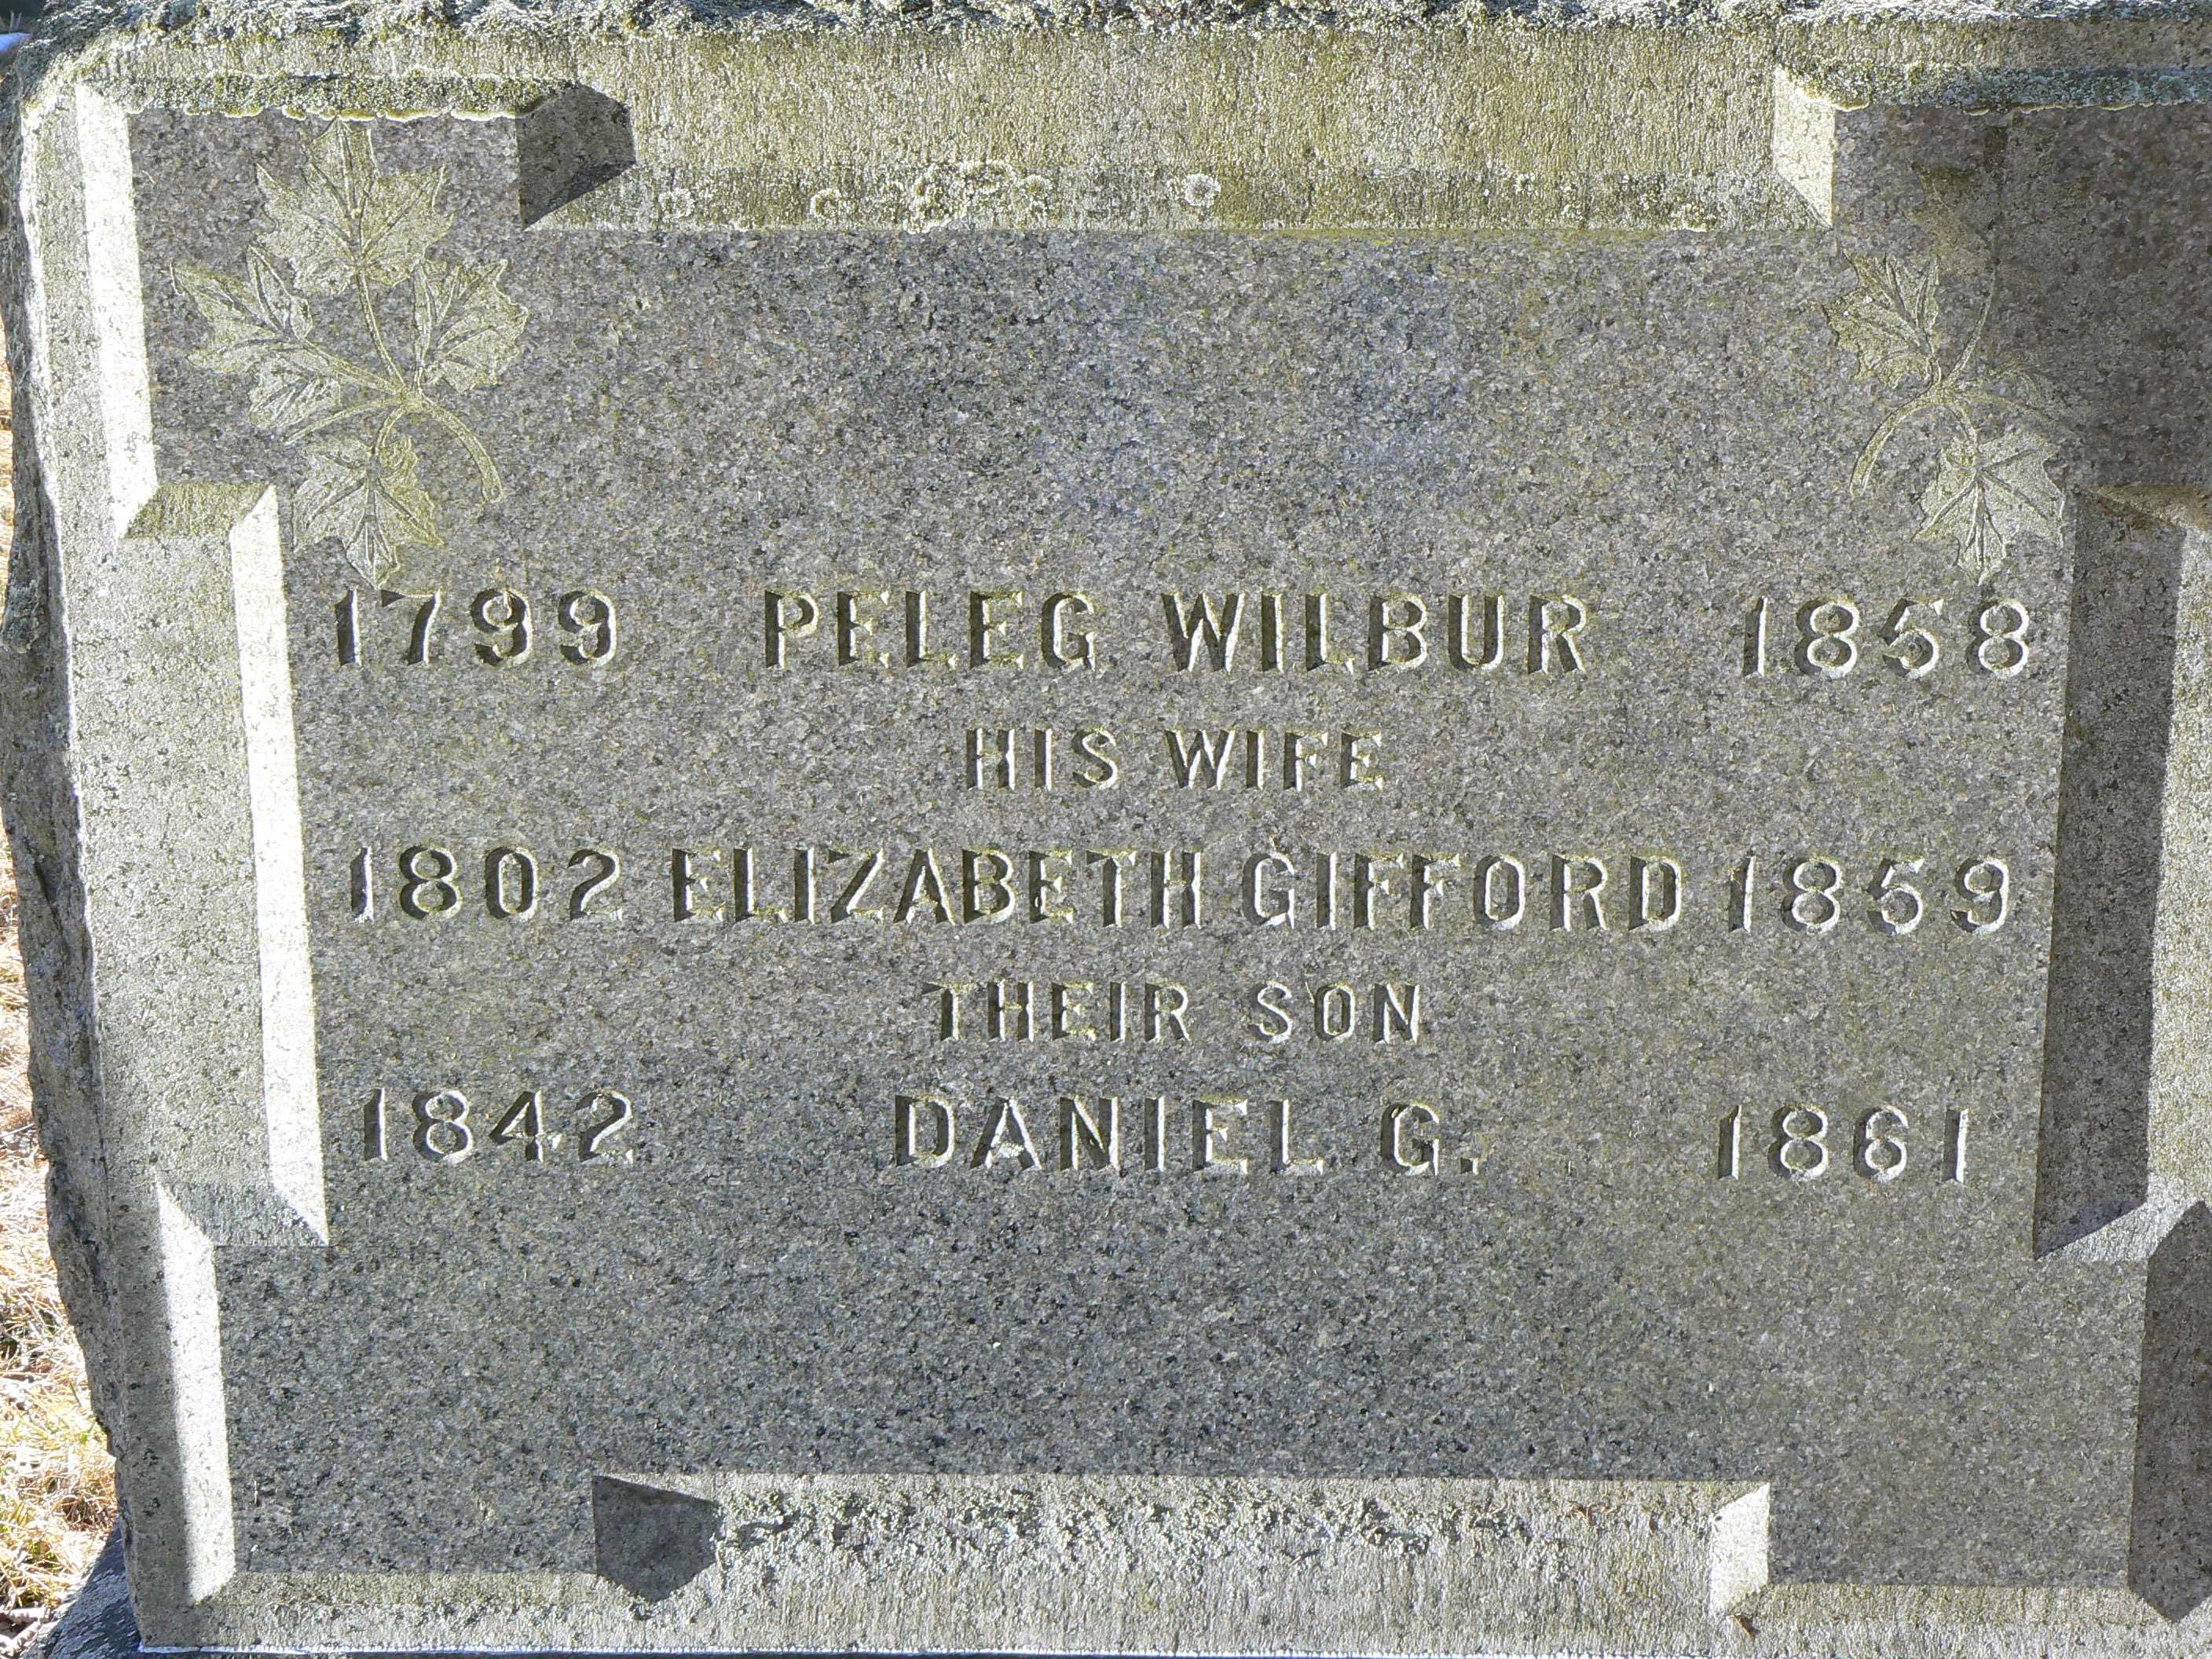 1799 PELEG WILBUR 1858
HIS WIFE
1802 ELIZABETH GIFFORD 1859
THEIR SON
1842 DANIEL G. 1861